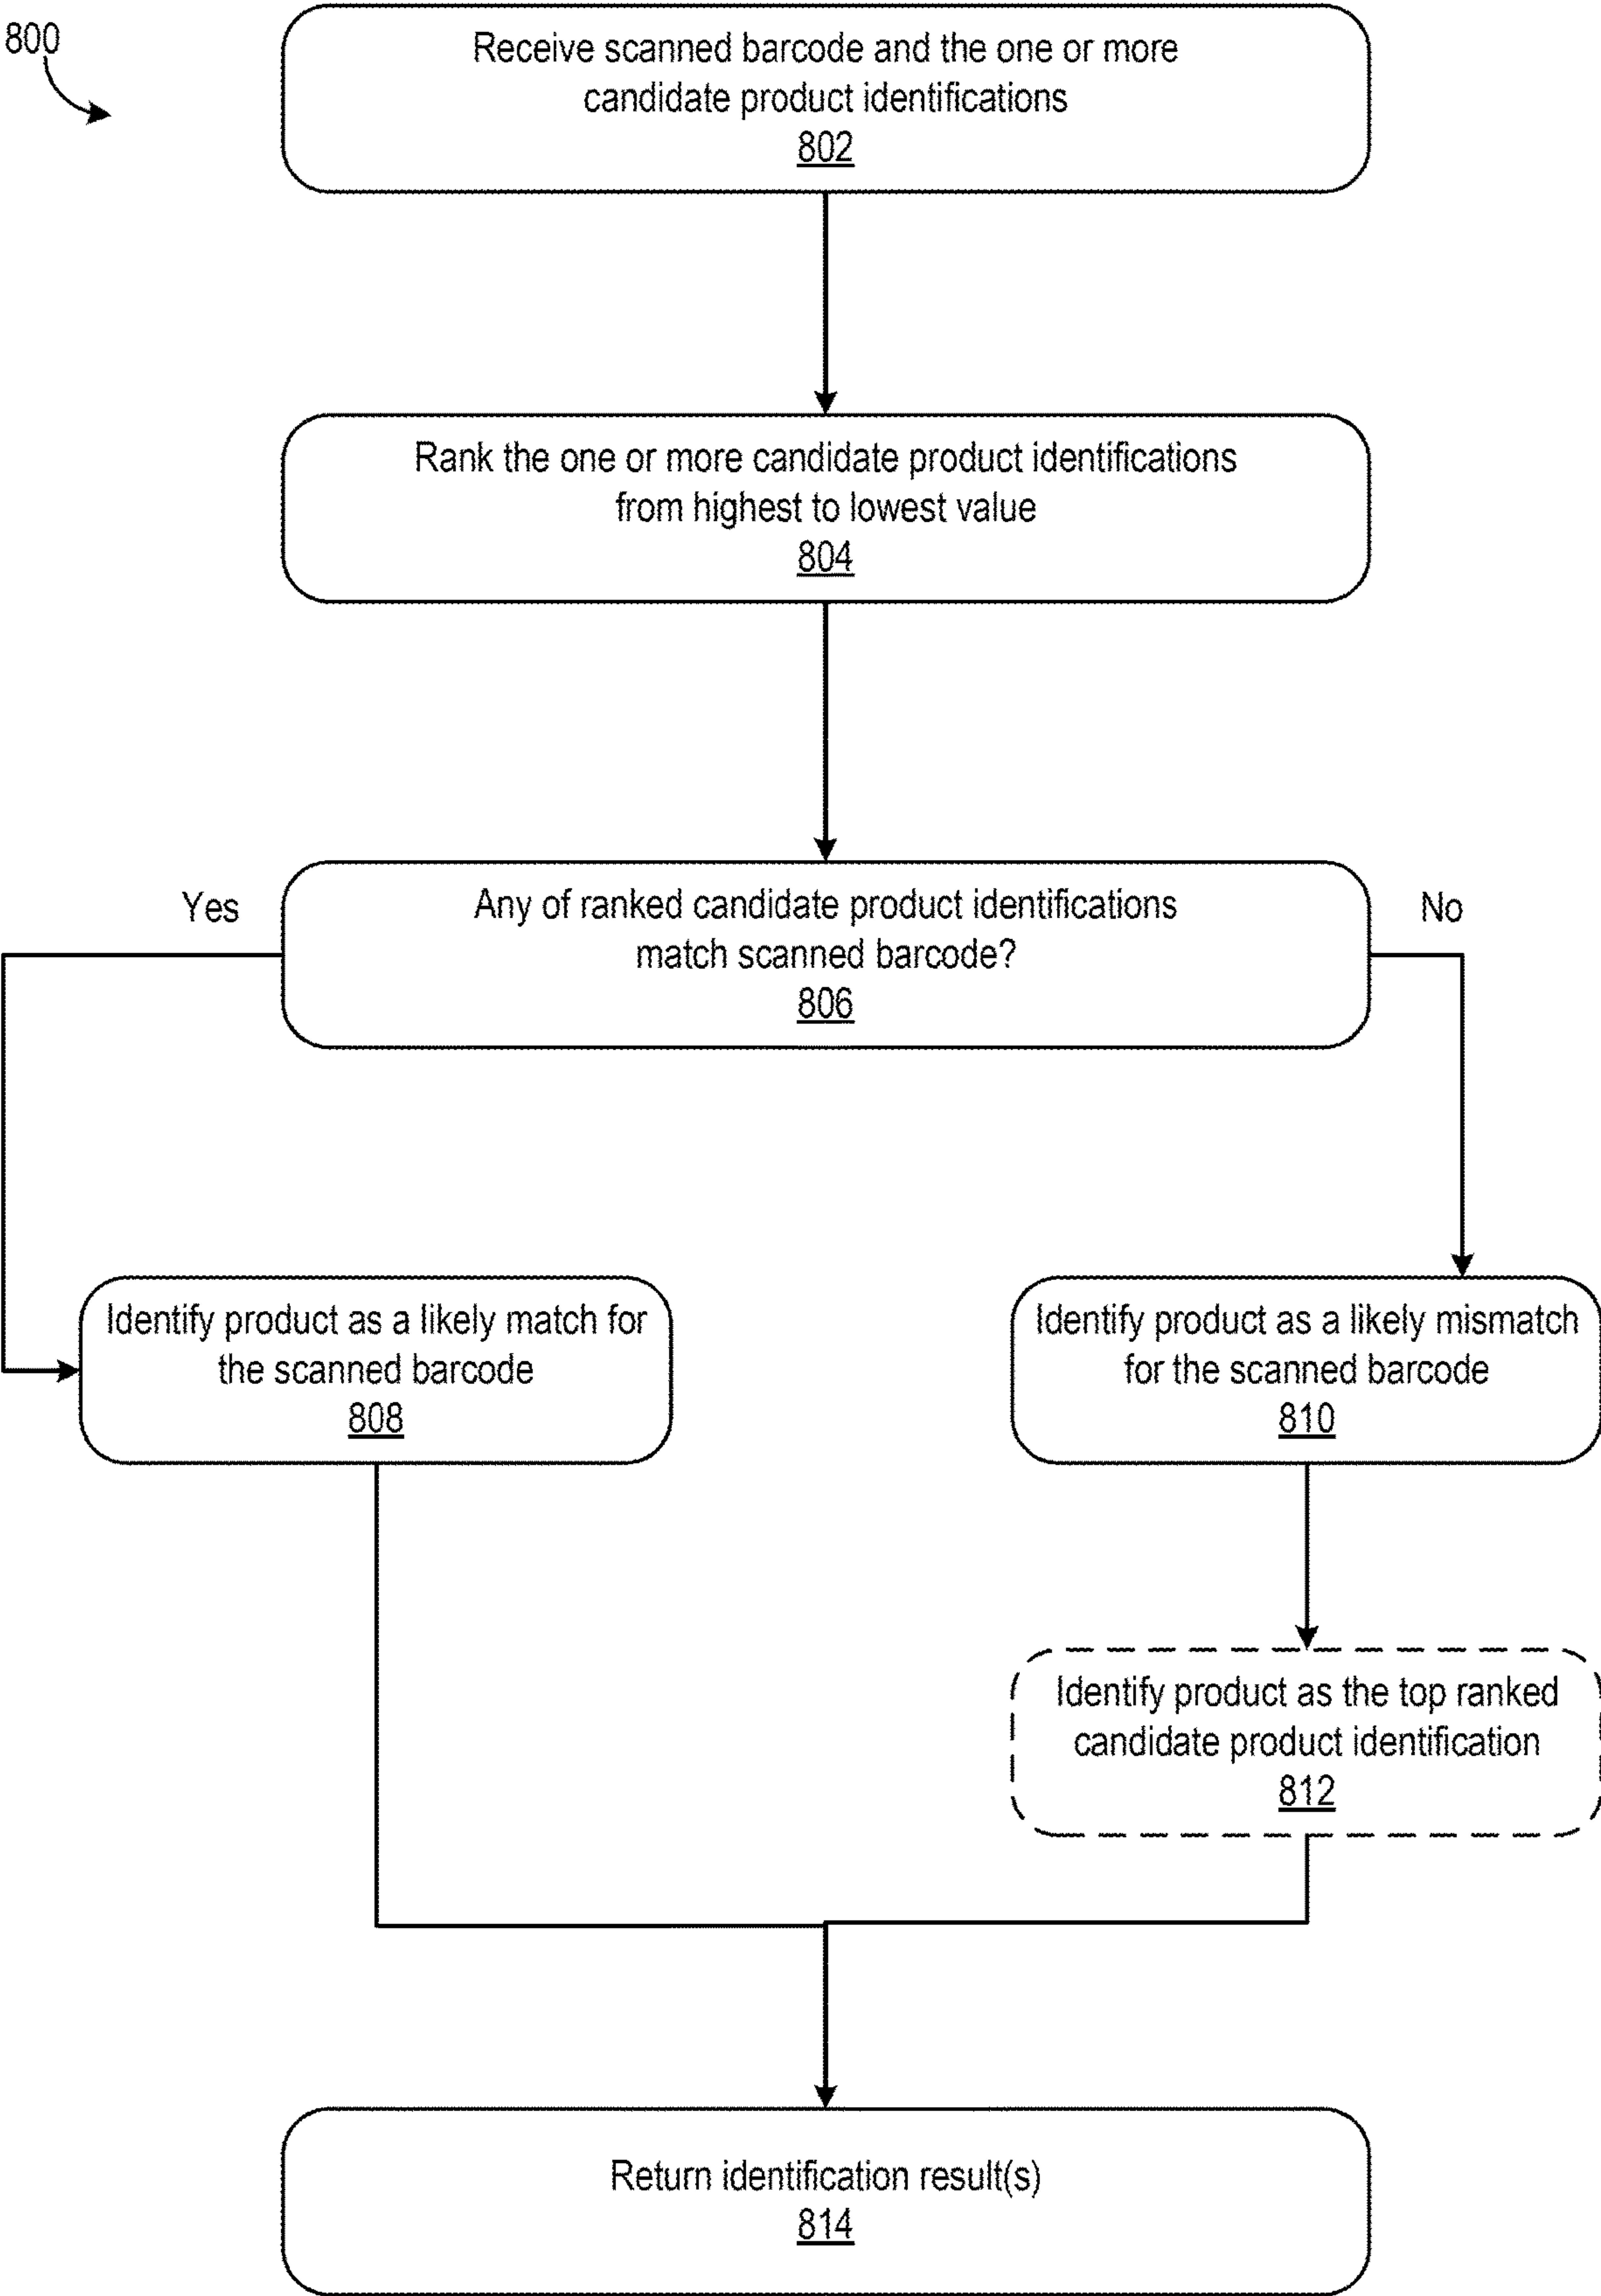 800
Receive scanned barcode and the one or more
candidate product identifications
802
Rank the one or more candidate product identifications
from highest to lowest value
804
Yes
Any of ranked candidate product identifications
match scanned barcode?
806
No
Identify product as a likely match for
the scanned barcode
808
Identify product as a likely mismatch
for the scanned barcode
810
Identify product as the top ranked
candidate product identification
812
Return identification result(s)
814